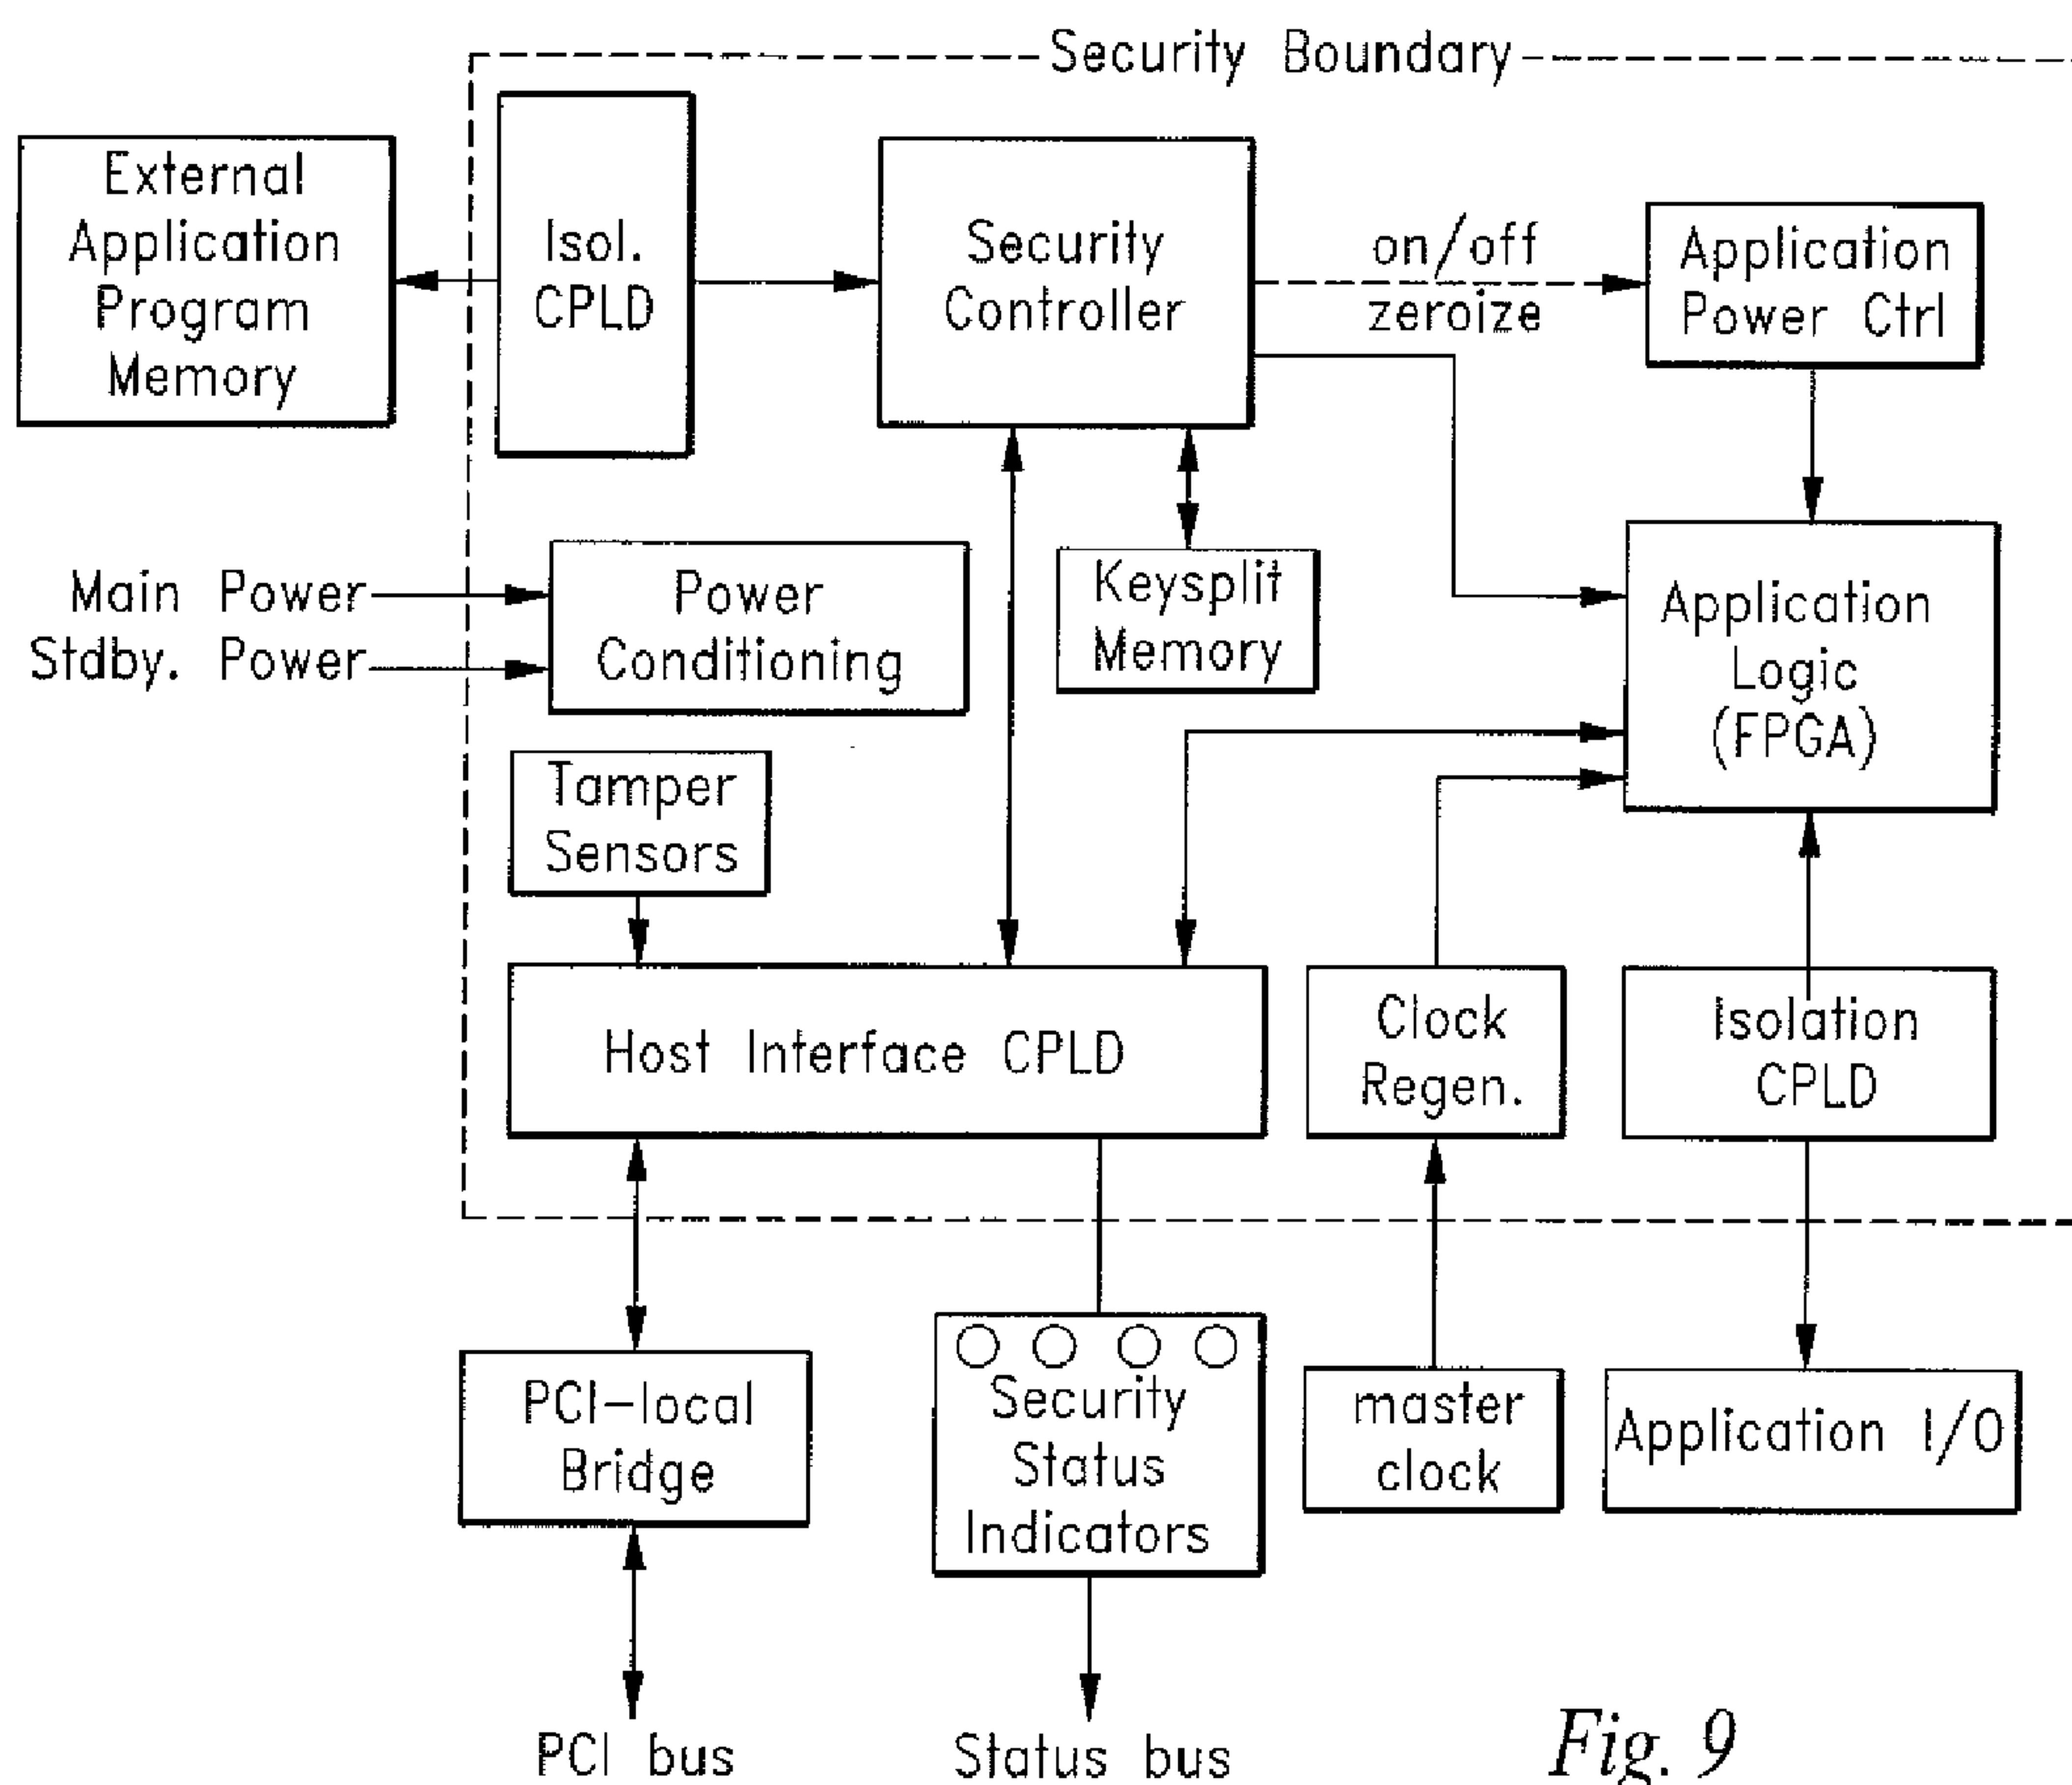 Security Boundary
External
Application
Program
Memory
Isol.
CPLD
Security
Controller
on/off
zeroize
Application
Power Ctrl
Main Power
Stdby. Power
Power
Conditioning
Keysplit
Memory
Application
Logic
(FPGA)
Tamper
Sensors
Host Interface CPLD
Clock
Regen.
Isolation
CPLD
PCI-local
Bridge
Security
Status
Indicators
master
clock
Application I/O
PCI bus
Status bus
Fig. 9